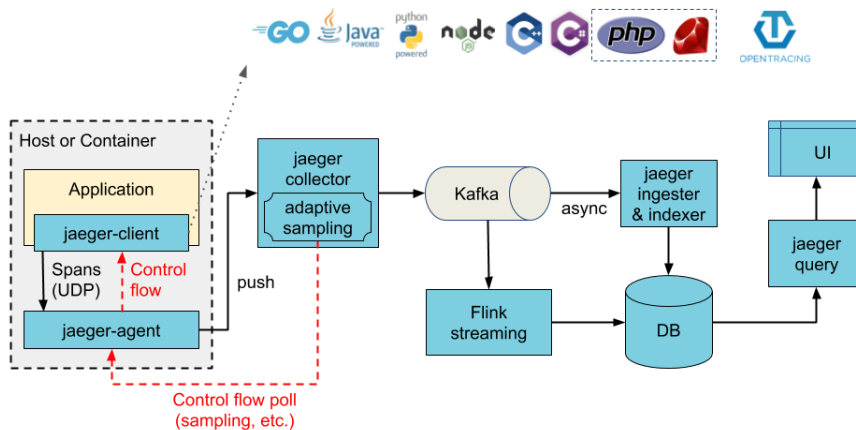 GO
Java
POWERED
python
powered
node
JS
C++
C#
php
OPENTRACING
Host or Container
Application
jaeger-client
Spans
(UDP)
Control
flow
jaeger-agent
push
jaeger
collector
adaptive
sampling
Control flow poll
(sampling, etc.)
Kafka
async
Flink
streaming
jaeger
ingester
& indexer
DB
jaeger
query
UI